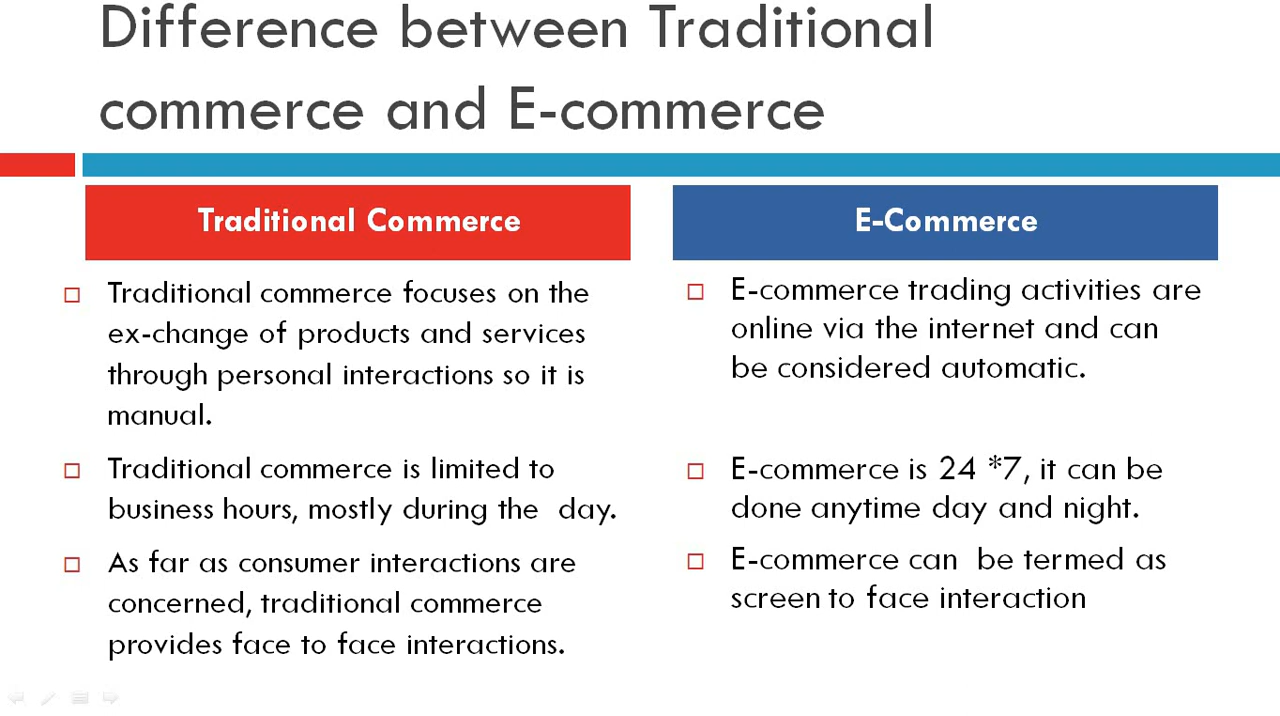 Difference between Traditional
commerce and E-commerce
Traditional Commerce
Traditional commerce focuses on the
ex-change of products and services
through personal interactions so it is
manual.
Traditional commerce is limited to
business hours, mostly during the  day.
As far as consumer interactions are
concerned, traditional commerce
provides face to face interactions.
E-Commerce
E-commerce trading activities are
online via the internet and can
be considered automatic.
E-commerce is 24 *7, it can be
done anytime day and night.
E-commerce can  be termed as
screen to face interaction